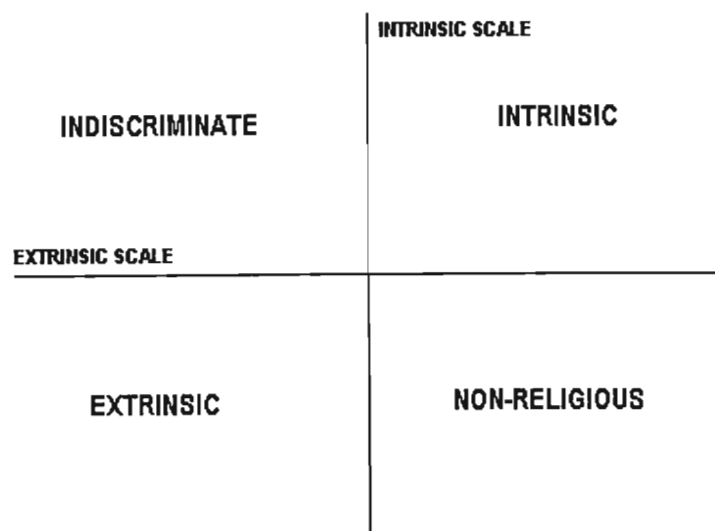 INTRINSIC SCALE
INDISCRIMINATE
INTRINSIC
EXTRINSIC SCALE
EXTRINSIC
NON-RELIGIOUS